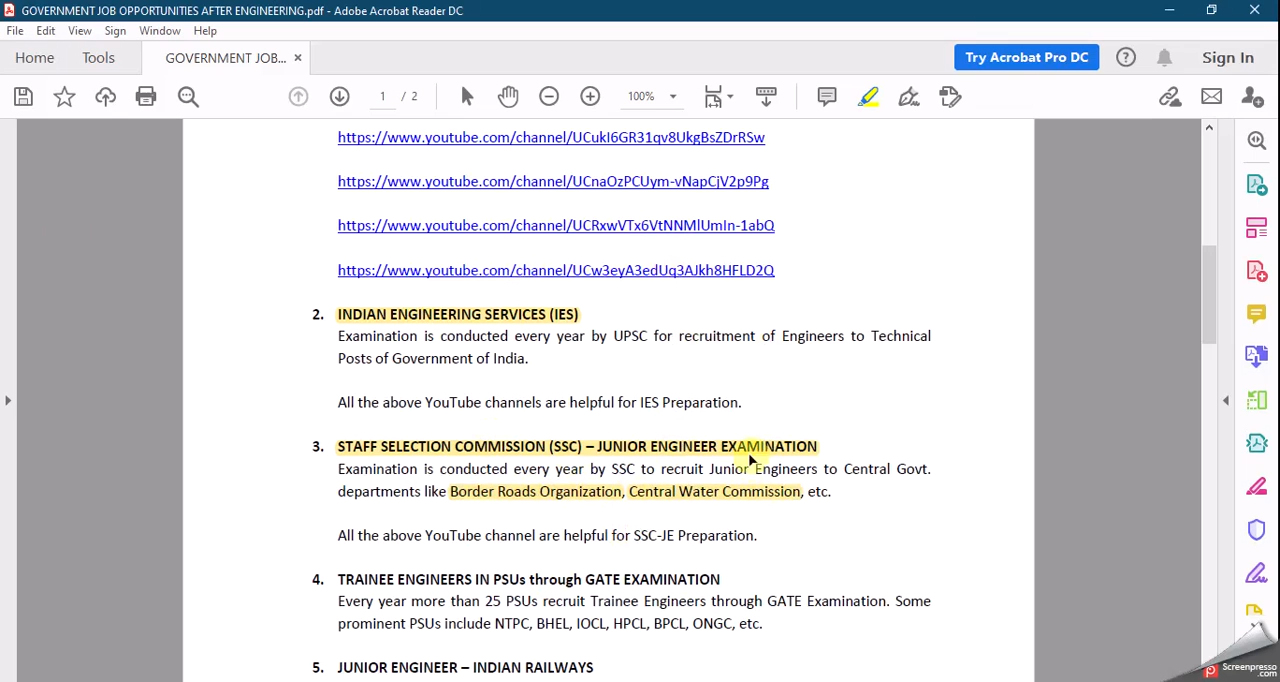 GOVERNMENT JOB OPPORTUNITIES AFTER ENGINEERING.pdf - Adobe Acrobat Reader DC
File Edit View Sign Window Help
Home Tools GOVERNMENT JOB... × Try Acrobat Pro DC Sign In
1 / 2 100%
https://www.youtube.com/channel/UCukI6GR31qv8UkgBsZDrRSw
https://www.youtube.com/channel/UCnaOzPCUym-vNapCjV2p9Pg
https://www.youtube.com/channel/UCRxwVTx6VtNNMlUmIn-1abQ
https://www.youtube.com/channel/UCw3eyA3edUq3AJkh8HFLD2Q
2. INDIAN ENGINEERING SERVICES (IES)
Examination is conducted every year by UPSC for recruitment of Engineers to Technical
Posts of Government of India.
All the above YouTube channels are helpful for IES Preparation.
3. STAFF SELECTION COMMISSION (SSC) – JUNIOR ENGINEER EXAMINATION
Examination is conducted every year by SSC to recruit Junior Engineers to Central Govt.
departments like Border Roads Organization, Central Water Commission, etc.
All the above YouTube channel are helpful for SSC-JE Preparation.
4. TRAINEE ENGINEERS IN PSUs through GATE EXAMINATION
Every year more than 25 PSUs recruit Trainee Engineers through GATE Examination. Some
prominent PSUs include NTPC, BHEL, IOCL, HPCL, BPCL, ONGC, etc.
5. JUNIOR ENGINEER – INDIAN RAILWAYS
Screenpresso
.com